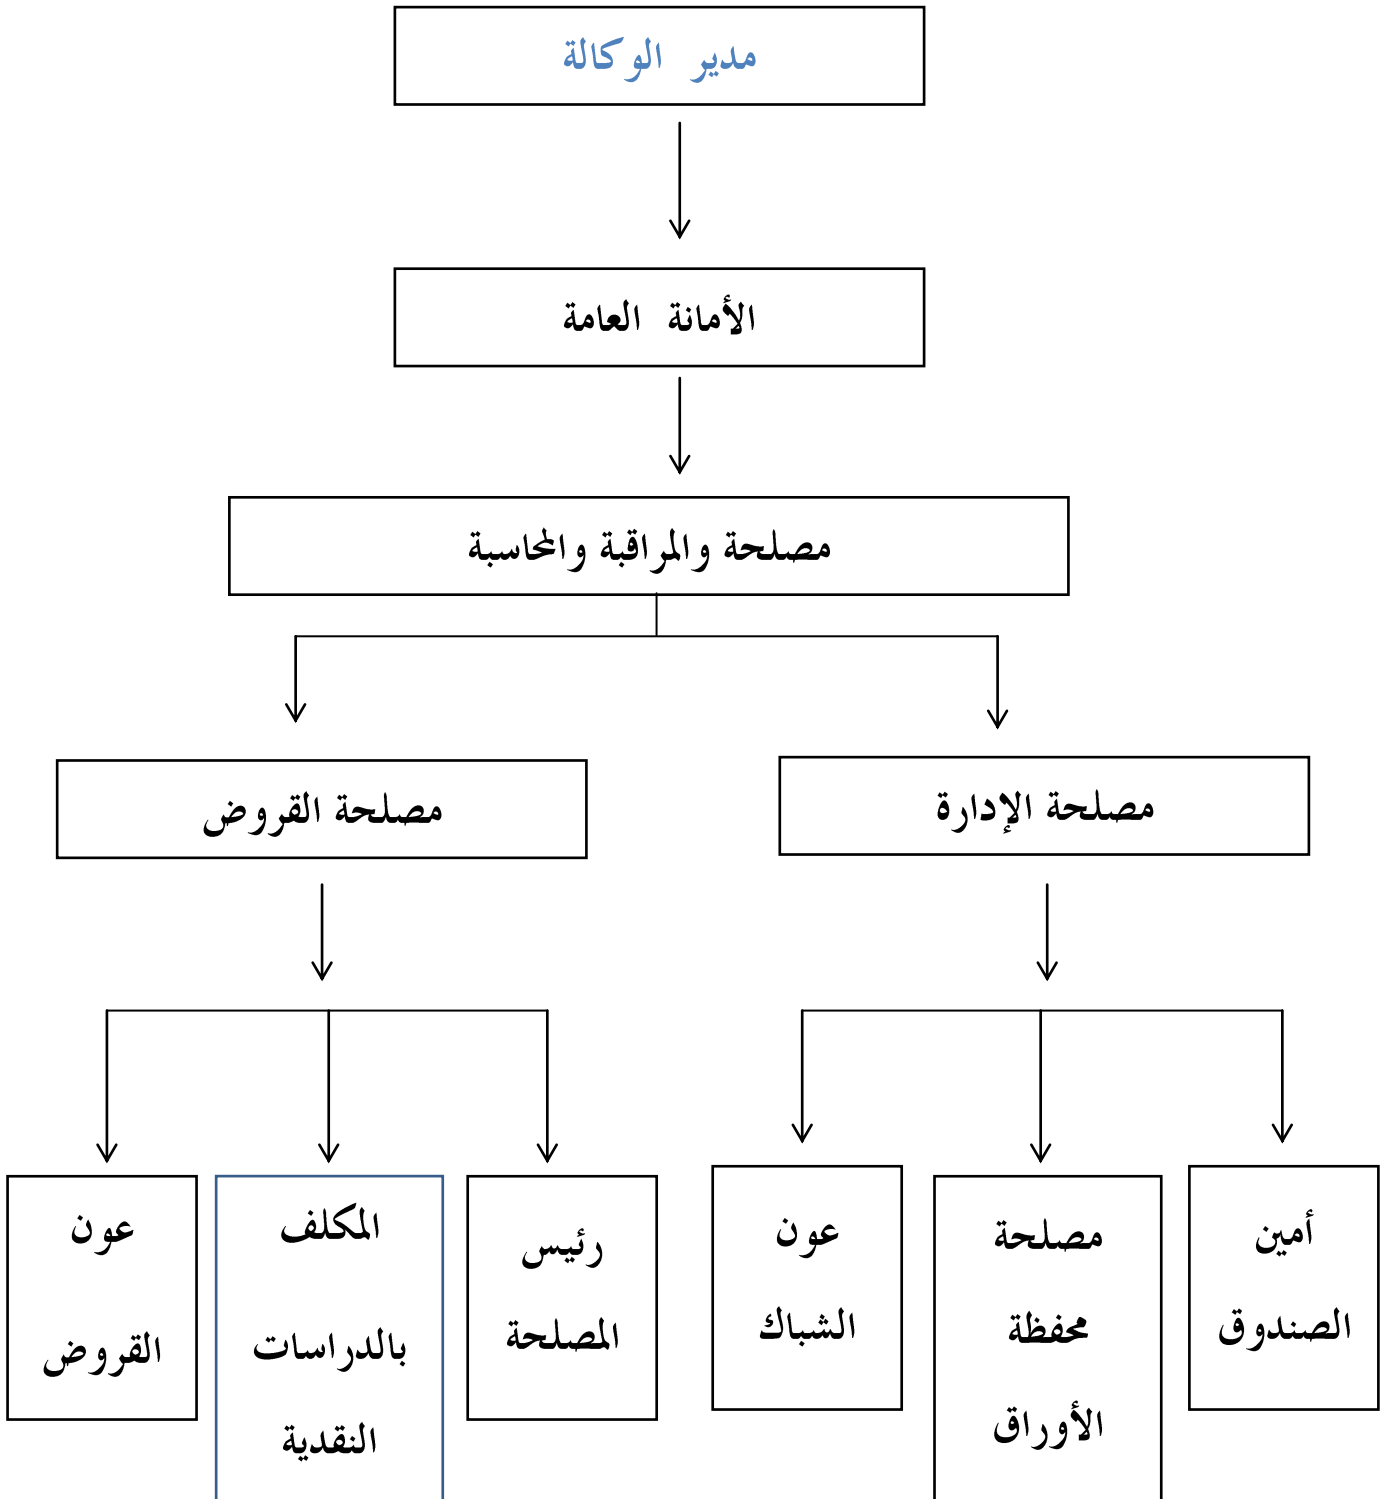 مدير الوكالة
الأمانة العامة
مصلحة والمراقبة والمحاسبة
مصلحة الإدارة
مصلحة القروض
أمين
الصندوق
مصلحة
محفظة
الأوراق
عون
الشباك
رئيس
المصلحة
المكلف
بالدراسات
النقدية
عون
القروض